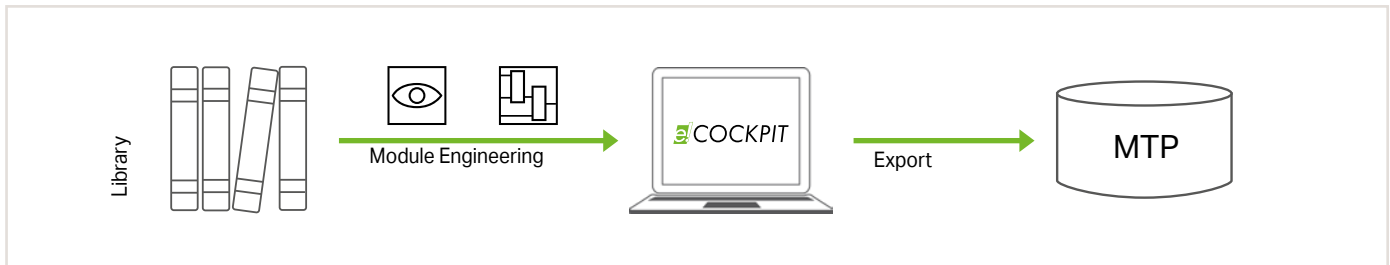 Library
Module Engineering
e!COCKPIT
Export
MTP